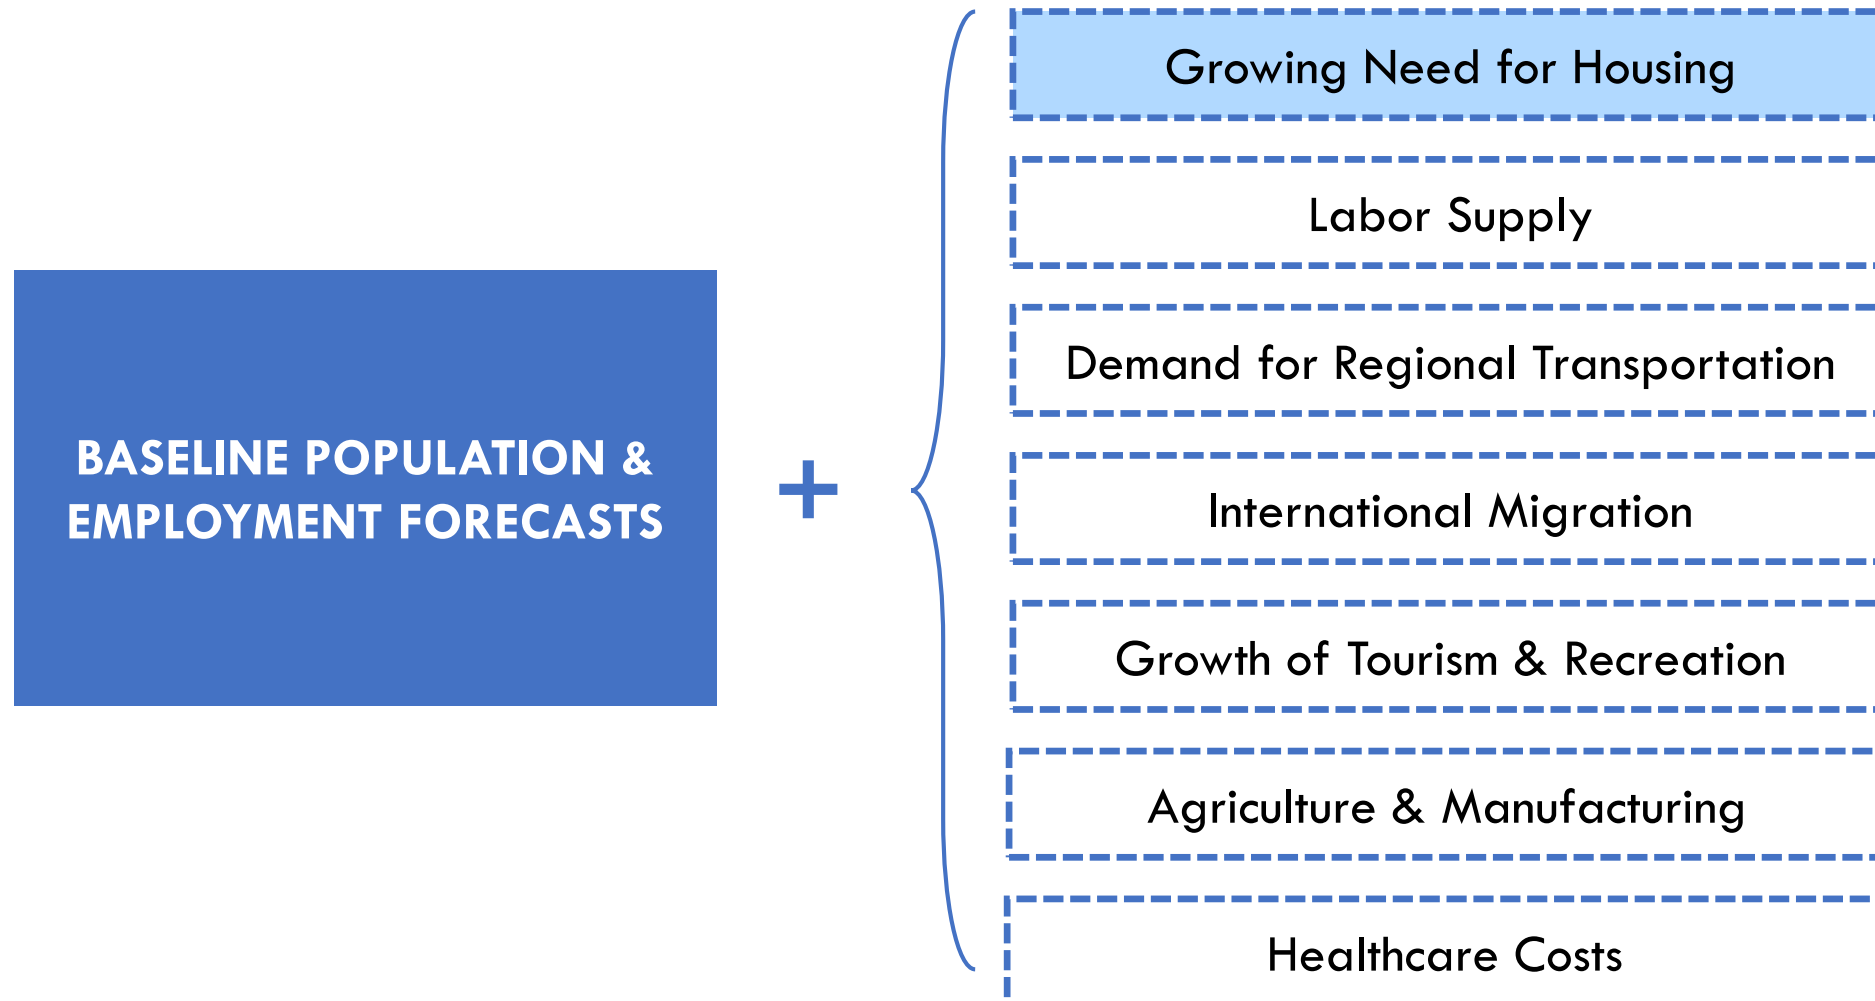 BASELINE POPULATION &
EMPLOYMENT FORECASTS
+
Growing Need for Housing
Labor Supply
Demand for Regional Transportation
International Migration
Growth of Tourism & Recreation
Agriculture & Manufacturing
Healthcare Costs